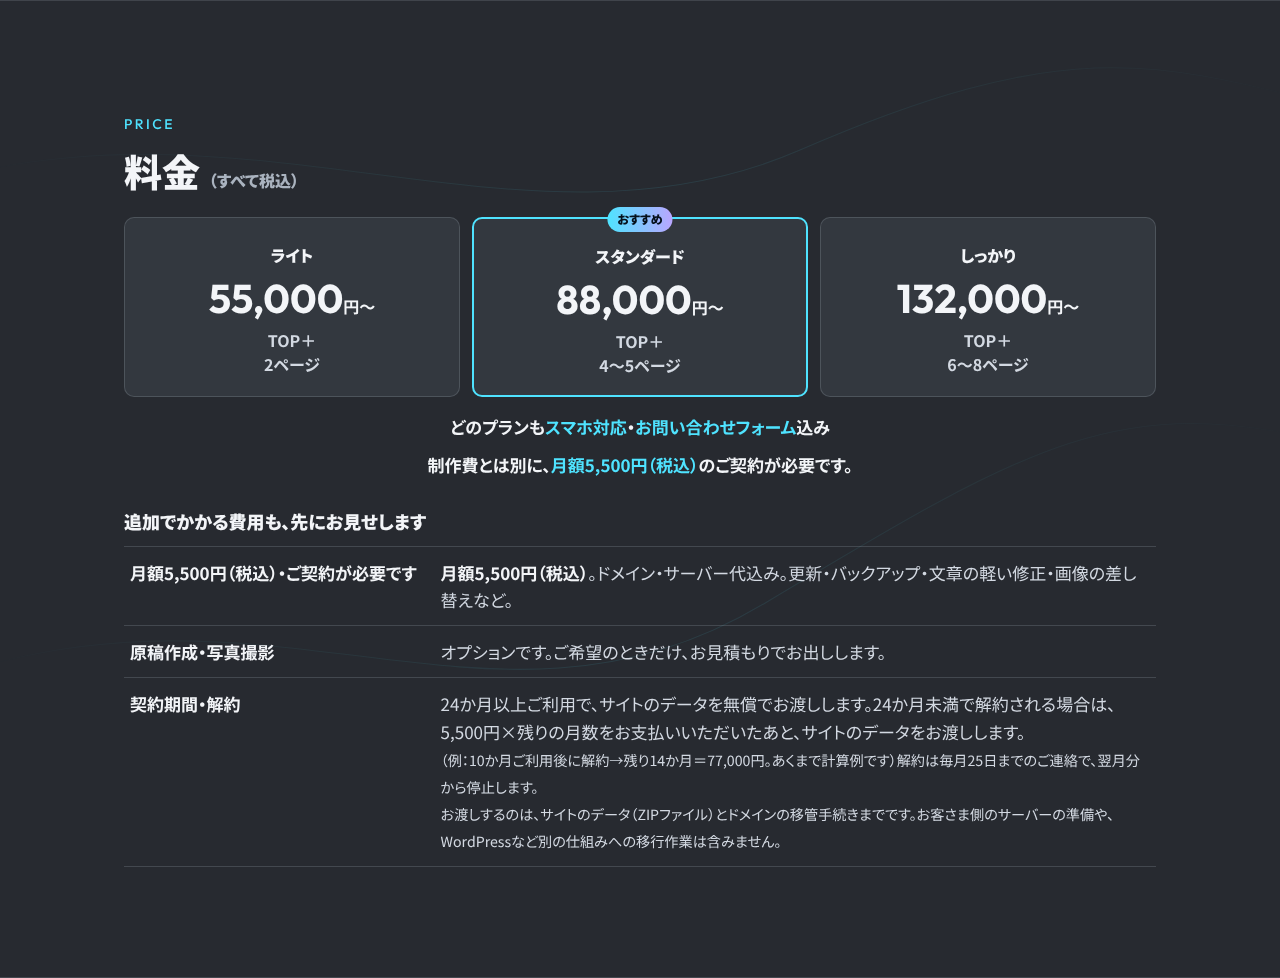 PRICE
料金（すべて税込）
ライト
55,000円〜
TOP＋
2ページ
おすすめ
スタンダード
88,000円〜
TOP＋
4〜5ページ
しっかり
132,000円〜
TOP＋
6〜8ページ
どのプランもスマホ対応・お問い合わせフォーム込み
制作費とは別に、月額5,500円（税込）のご契約が必要です。
追加でかかる費用も、先にお見せします
月額5,500円（税込）・ご契約が必要です
月額5,500円（税込）。ドメイン・サーバー代込み。更新・バックアップ・文章の軽い修正・画像の差し
替えなど。
原稿作成・写真撮影
オプションです。ご希望のときだけ、お見積もりでお出しします。
契約期間・解約
24か月以上ご利用で、サイトのデータを無償でお渡しします。24か月未満で解約される場合は、
5,500円×残りの月数をお支払いいただいたあと、サイトのデータをお渡しします。
（例：10か月ご利用後に解約→残り14か月＝77,000円。あくまで計算例です）解約は毎月25日までのご連絡で、翌月分
から停止します。
お渡しするのは、サイトのデータ（ZIPファイル）とドメインの移管手続きまでです。お客さま側のサーバーの準備や、
WordPressなど別の仕組みへの移行作業は含みません。